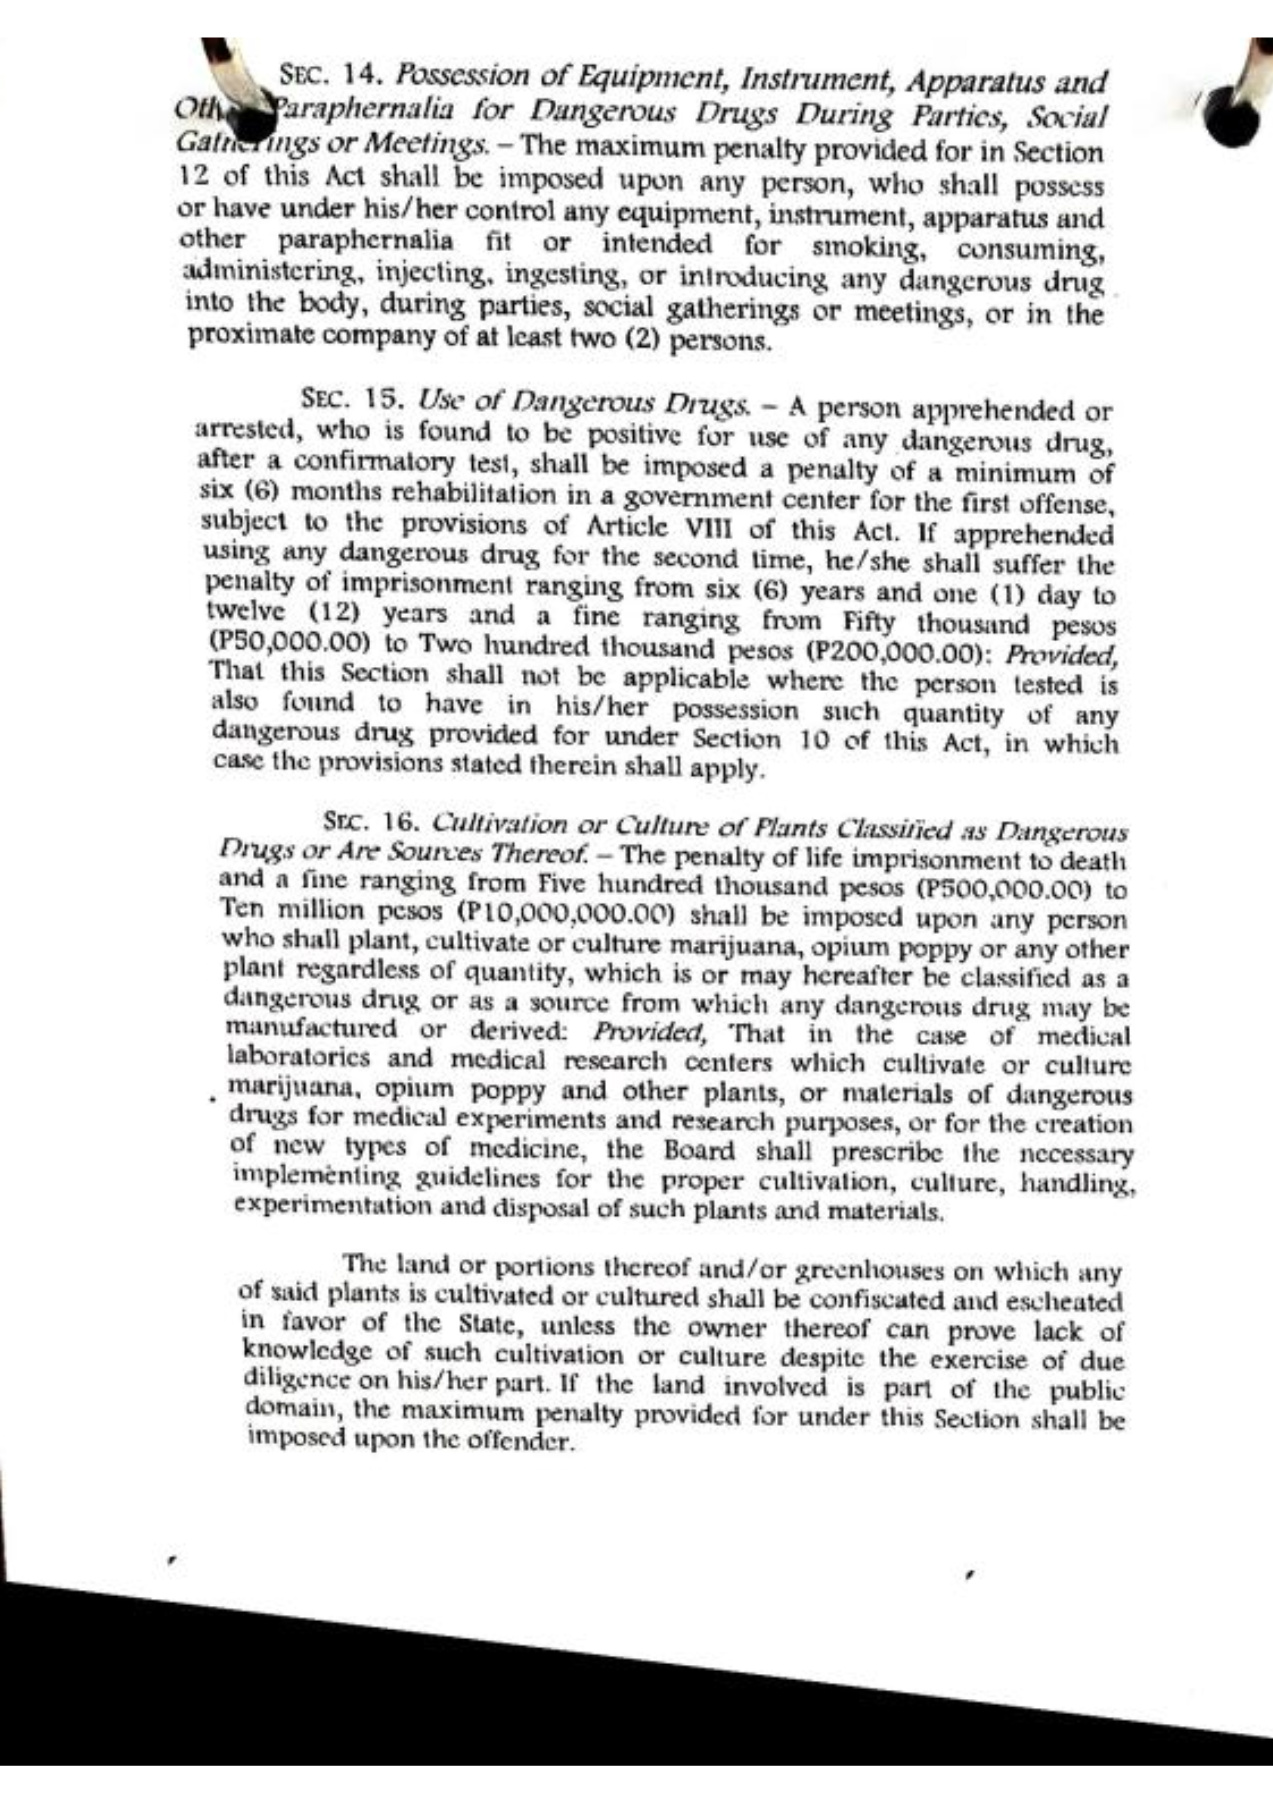 SEC. 14. Possession of Equipment, Instrument, Apparatus and
Paraphernalia for Dangerous Drugs During Parties, Social
Gatherings or Meetings. – The maximum penalty provided for in Section
12 of this Act shall be imposed upon any person, who shall possess
or have under his/her control any equipment, instrument, apparatus and
other paraphernalia fit or intended for smoking, consuming,
administering, injecting, ingesting, or introducing any dangerous drug
into the body, during parties, social gatherings or meetings, or in the
proximate company of at least two (2) persons.
SEC. 15. Use of Dangerous Drugs. – A person apprehended or
arrested, who is found to be positive for use of any dangerous drug,
after a confirmatory test, shall be imposed a penalty of a minimum of
six (6) months rehabilitation in a government center for the first offense,
subject to the provisions of Article VIII of this Act. If apprehended
using any dangerous drug for the second time, he/she shall suffer the
penalty of imprisonment ranging from six (6) years and one (1) day to
twelve (12) years and a fine ranging from Fifty thousand pesos
(P50,000.00) to Two hundred thousand pesos (P200,000.00): Provided,
That this Section shall not be applicable where the person tested is
also found to have in his/her possession such quantity of any
dangerous drug provided for under Section 10 of this Act, in which
case the provisions stated therein shall apply.
SEC. 16. Cultivation or Culture of Plants Classified as Dangerous
Drugs or Are Sources Thereof. – The penalty of life imprisonment to death
and a fine ranging from Five hundred thousand pesos (P500,000.00) to
Ten million pesos (P10,000,000.00) shall be imposed upon any person
who shall plant, cultivate or culture marijuana, opium poppy or any other
plant regardless of quantity, which is or may hereafter be classified as a
dangerous drug or as a source from which any dangerous drug may be
manufactured or derived: Provided, That in the case of medical
laboratories and medical research centers which cultivate or culture
marijuana, opium poppy and other plants, or materials of dangerous
drugs for medical experiments and research purposes, or for the creation
of new types of medicine, the Board shall prescribe the necessary
implementing guidelines for the proper cultivation, culture, handling,
experimentation and disposal of such plants and materials.
The land or portions thereof and/or greenhouses on which any
of said plants is cultivated or cultured shall be confiscated and escheated
in favor of the State, unless the owner thereof can prove lack of
knowledge of such cultivation or culture despite the exercise of due
diligence on his/her part. If the land involved is part of the public
domain, the maximum penalty provided for under this Section shall be
imposed upon the offender.